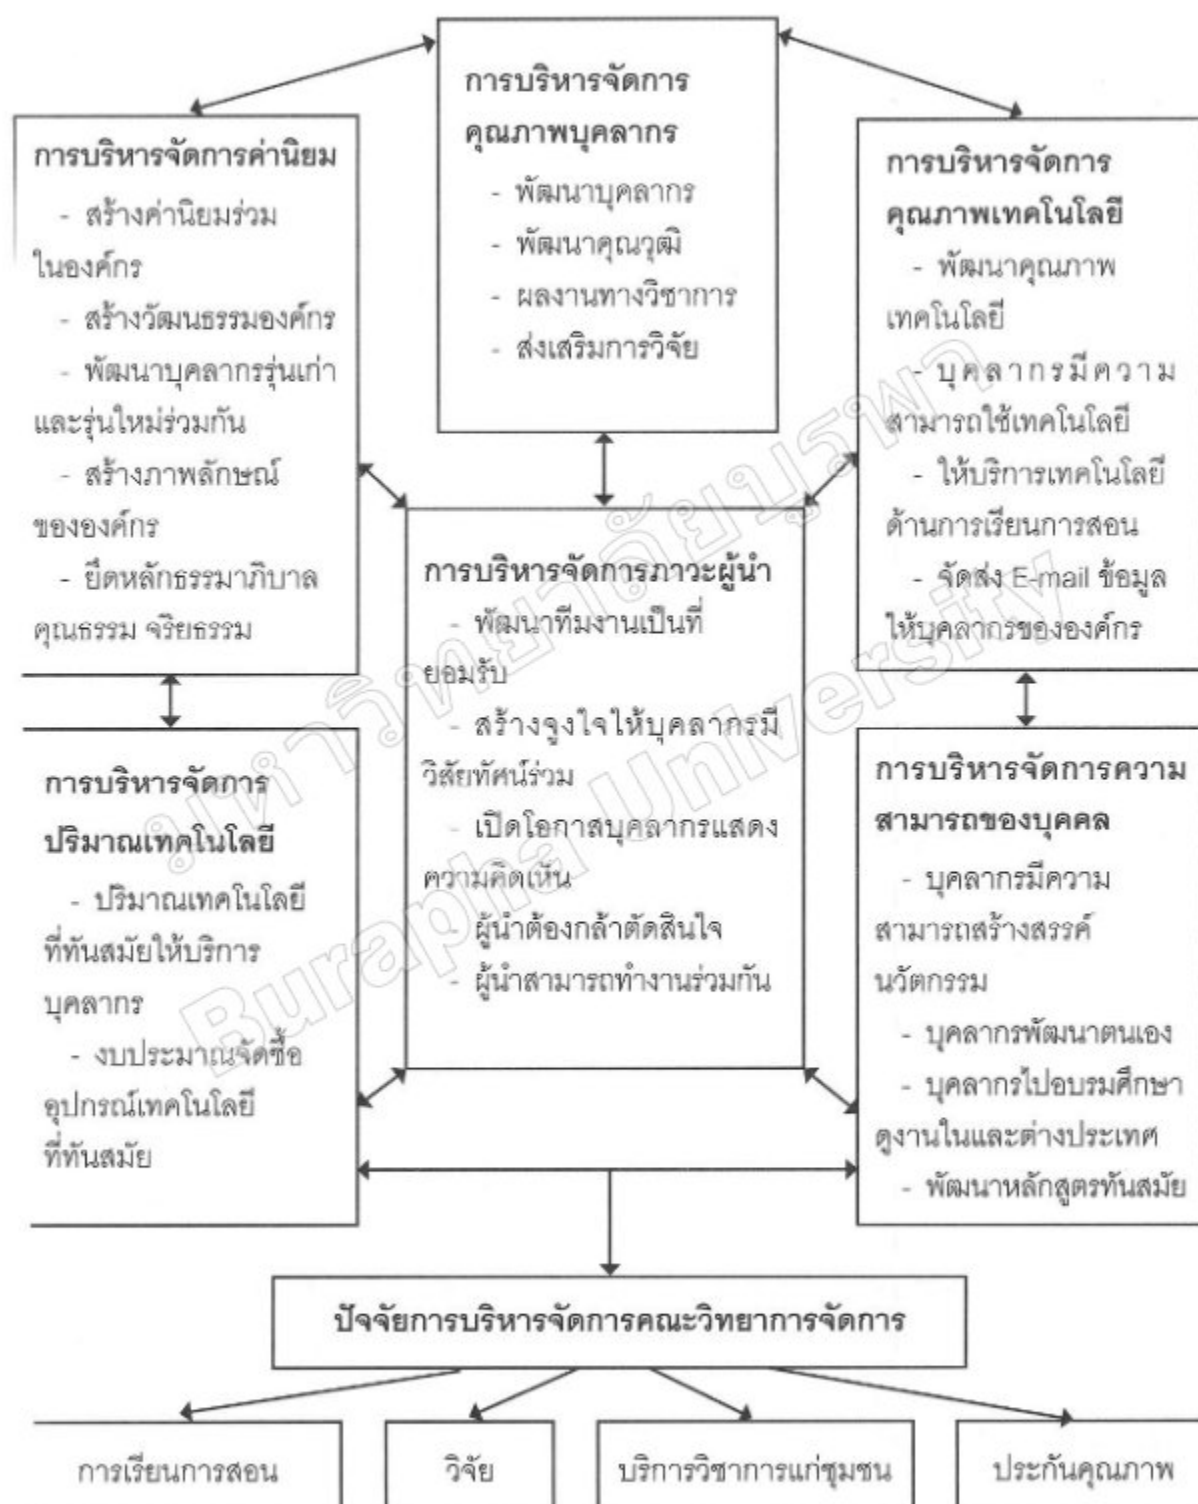 การบริหารจัดการ
คุณภาพบุคลากร
- พัฒนาบุคลากร
- พัฒนาคุณวุฒิ
- ผลงานทางวิชาการ
- ส่งเสริมการวิจัย
การบริหารจัดการค่านิยม
- สร้างค่านิยมร่วม
ในองค์กร
- สร้างวัฒนธรรมองค์กร
- พัฒนาบุคลากรรุ่นเก่า
และรุ่นใหม่ร่วมกัน
- สร้างภาพลักษณ์
ขององค์กร
- ยึดหลักธรรมาภิบาล
คุณธรรม จริยธรรม
การบริหารจัดการ
คุณภาพเทคโนโลยี
- พัฒนาคุณภาพ
เทคโนโลยี
- บุคลากรมีความ
สามารถใช้เทคโนโลยี
- ให้บริการเทคโนโลยี
ด้านการเรียนการสอน
- จัดส่ง E-mail ข้อมูล
ให้บุคลากรขององค์กร
การบริหารจัดการภาวะผู้นำ
- พัฒนาทีมงานเป็นที่
ยอมรับ
- สร้างจูงใจให้บุคลากรมี
วิสัยทัศน์ร่วม
- เปิดโอกาสบุคลากรแสดง
ความคิดเห็น
- ผู้นำต้องกล้าตัดสินใจ
- ผู้นำสามารถทำงานร่วมกัน
การบริหารจัดการ
ปริมาณเทคโนโลยี
- ปริมาณเทคโนโลยี
ที่ทันสมัยให้บริการ
บุคลากร
- งบประมาณจัดซื้อ
อุปกรณ์เทคโนโลยี
ที่ทันสมัย
การบริหารจัดการความ
สามารถของบุคคล
- บุคลากรมีความ
สามารถสร้างสรรค์
นวัตกรรม
- บุคลากรพัฒนาตนเอง
- บุคลากรไปอบรมศึกษา
ดูงานในและต่างประเทศ
- พัฒนาหลักสูตรทันสมัย
ปัจจัยการบริหารจัดการคณะวิทยาการจัดการ
การเรียนการสอน
วิจัย
บริการวิชาการแก่ชุมชน
ประกันคุณภาพ
มหาวิทยาลัยบูรพา
Burapha University